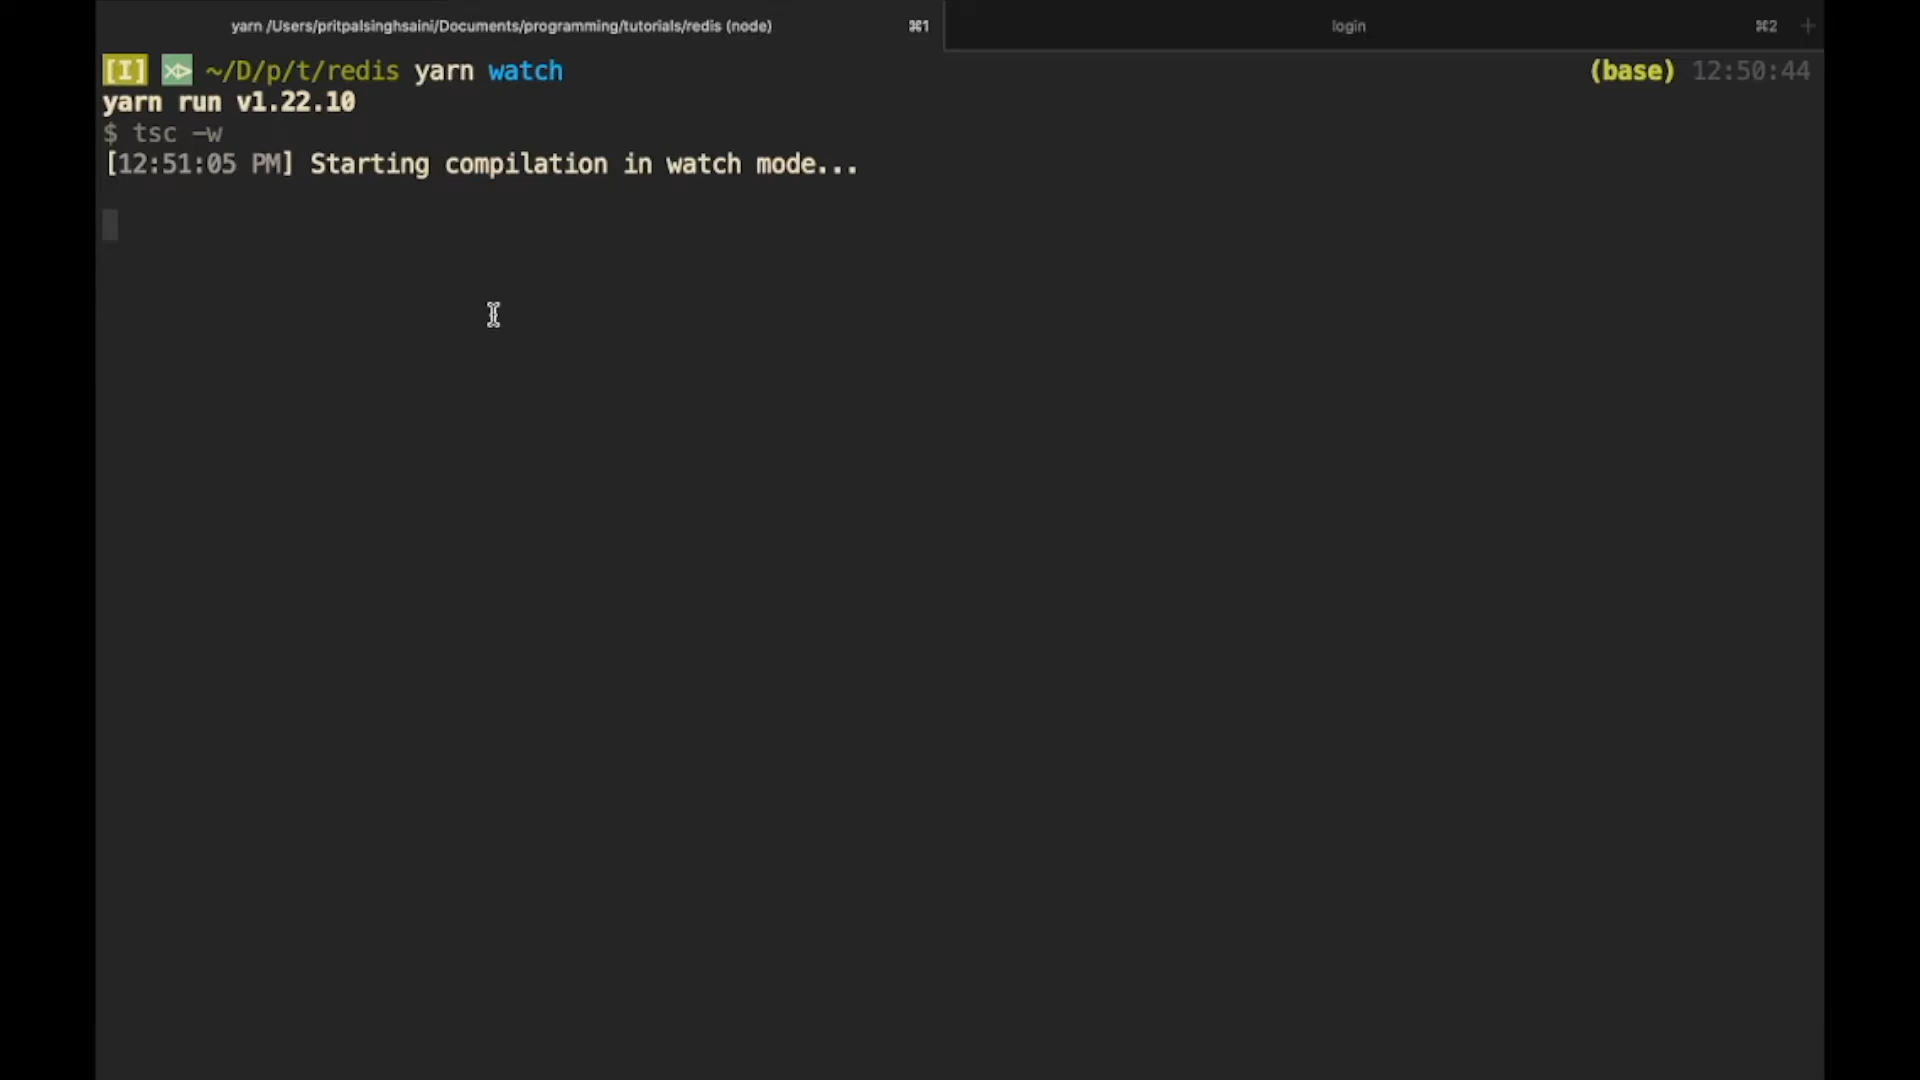 yarn /Users/pritpalsinghsaini/Documents/programming/tutorials/redis (node) ⌘1 login ⌘2 +
[I] ⋊> ~/D/p/t/redis yarn watch (base) 12:50:44
yarn run v1.22.10
$ tsc -w
[12:51:05 PM] Starting compilation in watch mode...